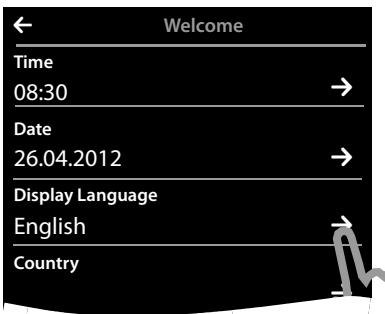 Welcome
Time
08:30
Date
26.04.2012
Display Language
English
Country